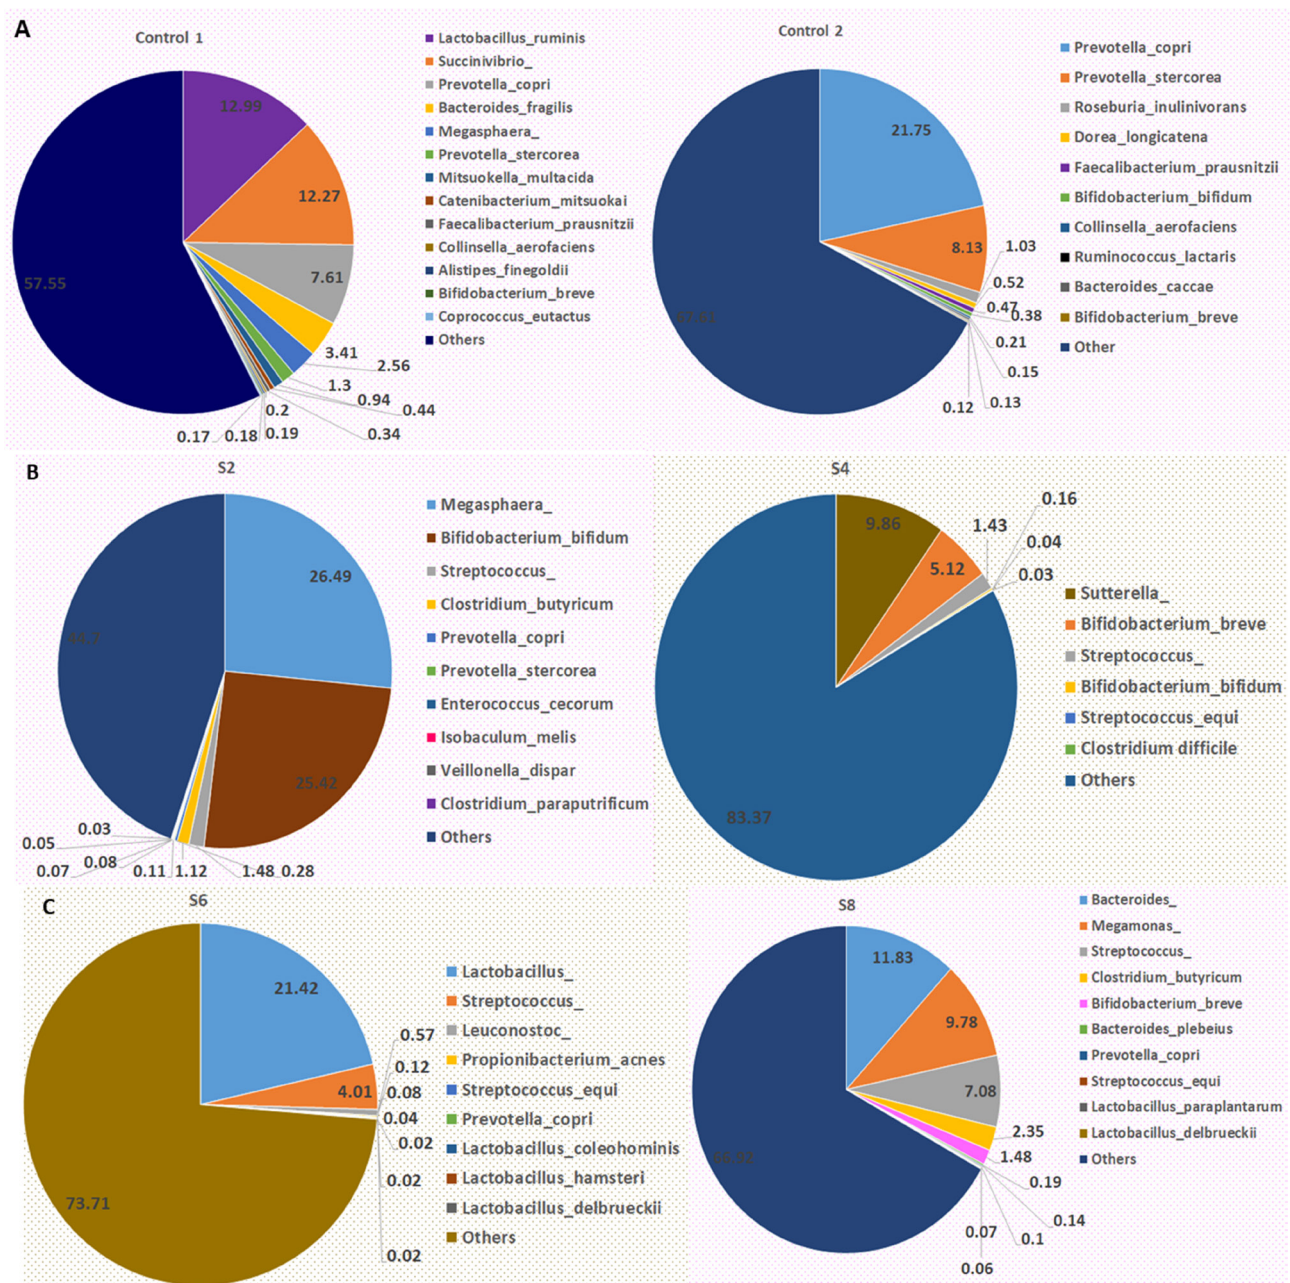 A
Control 1
12.99
12.27
7.61
3.41
2.56
1.3
0.94
0.44
0.34
0.2
0.19
0.18
0.17
57.55
Lactobacillus_ruminis
Succinivibrio_
Prevotella_copri
Bacteroides_fragilis
Megasphaera_
Prevotella_stercorea
Mitsuokella_multacida
Catenibacterium_mitsuokai
Faecalibacterium_prausnitzii
Collinsella_aerofaciens
Alistipes_finegoldii
Bifidobacterium_breve
Coprococcus_eutactus
Others
Control 2
21.75
8.13
1.03
0.52
0.47
0.38
0.21
0.15
0.13
0.12
Prevotella_copri
Prevotella_stercorea
Roseburia_inulinivorans
Dorea_longicatena
Faecalibacterium_prausnitzii
Bifidobacterium_bifidum
Collinsella_aerofaciens
Ruminococcus_lactaris
Bacteroides_caccae
Bifidobacterium_breve
Other
B
S2
26.49
25.42
1.48
0.28
1.12
0.11
0.08
0.07
0.05
0.03
Megasphaera_
Bifidobacterium_bifidum
Streptococcus_
Clostridium_butyricum
Prevotella_copri
Prevotella_stercorea
Enterococcus_cecorum
Isobaculum_melis
Veillonella_dispar
Clostridium_paraputrificum
Others
S4
9.86
5.12
1.43
0.16
0.04
0.03
83.37
Sutterella_
Bifidobacterium_breve
Streptococcus_
Bifidobacterium_bifidum
Streptococcus_equi
Clostridium difficile
Others
C
S6
21.42
4.01
0.57
0.12
0.08
0.04
0.02
0.02
0.02
73.71
Lactobacillus_
Streptococcus_
Leuconostoc_
Propionibacterium_acnes
Streptococcus_equi
Prevotella_copri
Lactobacillus_coleohominis
Lactobacillus_hamsteri
Lactobacillus_delbrueckii
Others
S8
11.83
9.78
7.08
2.35
1.48
0.19
0.14
0.1
0.07
0.06
Bacteroides_
Megamonas_
Streptococcus_
Clostridium_butyricum
Bifidobacterium_breve
Bacteroides_plebeius
Prevotella_copri
Streptococcus_equi
Lactobacillus_paraplantarum
Lactobacillus_delbrueckii
Others